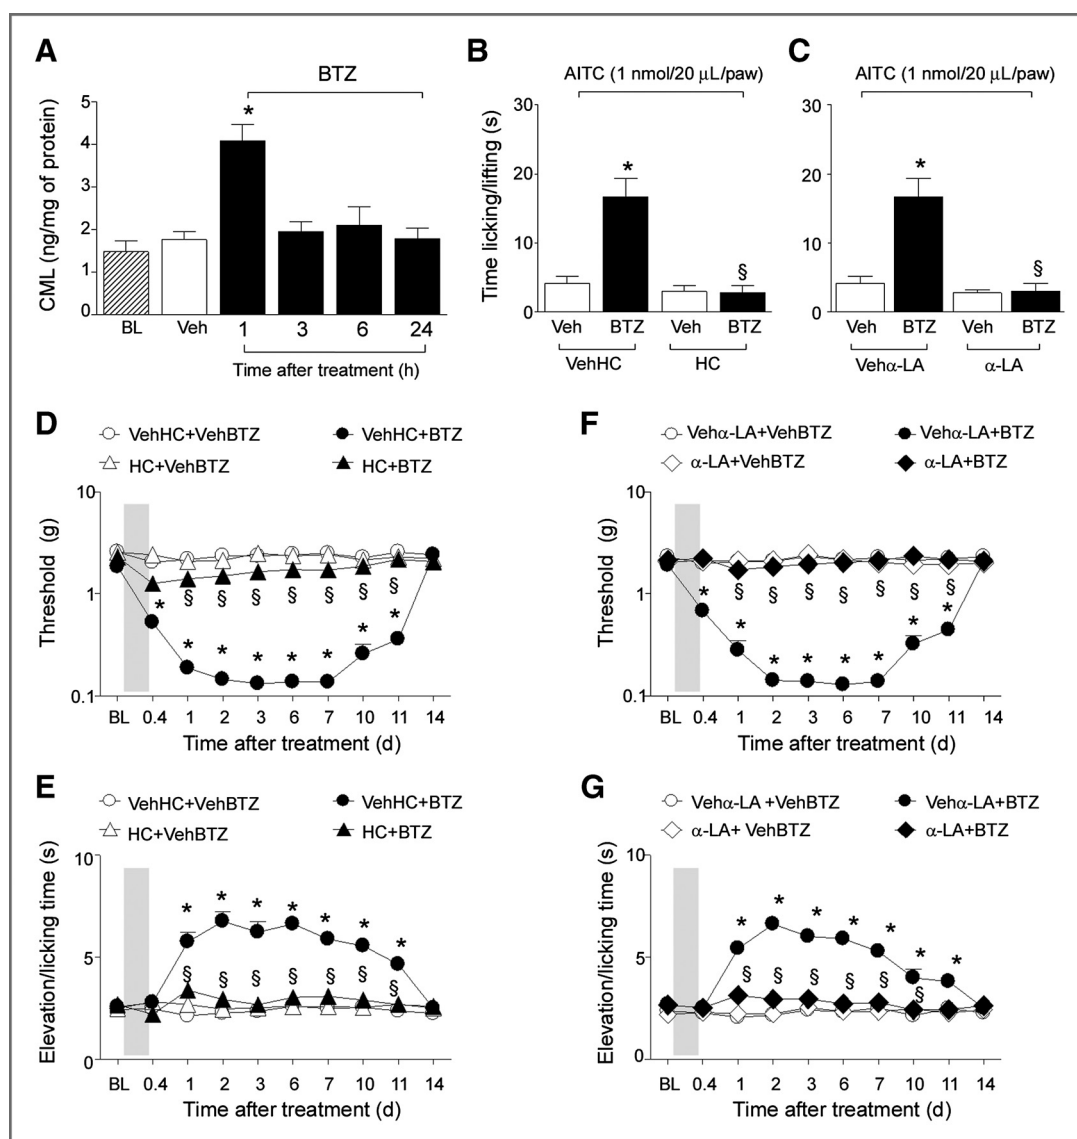 A
BTZ
*
CML (ng/mg of protein)
5
4
3
2
1
0
BL
Veh
1
3
6
24
Time after treatment (h)
B
AITC (1 nmol/20 μL/paw)
Time licking/lifting (s)
30
20
10
0
*
§
Veh
BTZ
Veh
BTZ
VehHC
HC
C
AITC (1 nmol/20 μL/paw)
30
20
10
0
*
§
Veh
BTZ
Veh
BTZ
Vehα-LA
α-LA
D
VehHC+VehBTZ
VehHC+BTZ
HC+VehBTZ
HC+BTZ
Threshold (g)
10
1
0.1
§ § § § § § §
* * * * * * * *
BL 0.4 1 2 3 6 7 10 11 14
Time after treatment (d)
F
Vehα-LA+VehBTZ
Vehα-LA+BTZ
α-LA+VehBTZ
α-LA+BTZ
Threshold (g)
10
1
0.1
§ § § § § § §
* * * * * * * *
BL 0.4 1 2 3 6 7 10 11 14
Time after treatment (d)
E
VehHC+VehBTZ
VehHC+BTZ
HC+VehBTZ
HC+BTZ
Elevation/licking time (s)
10
5
0
* * * * * * *
§ § § § § § §
BL 0.4 1 2 3 6 7 10 11 14
Time after treatment (d)
G
Vehα-LA +VehBTZ
Vehα-LA+BTZ
α-LA+ VehBTZ
α-LA+BTZ
Elevation/licking time (s)
10
5
0
* * * * * * *
§ § § § § §
BL 0.4 1 2 3 6 7 10 11 14
Time after treatment (d)